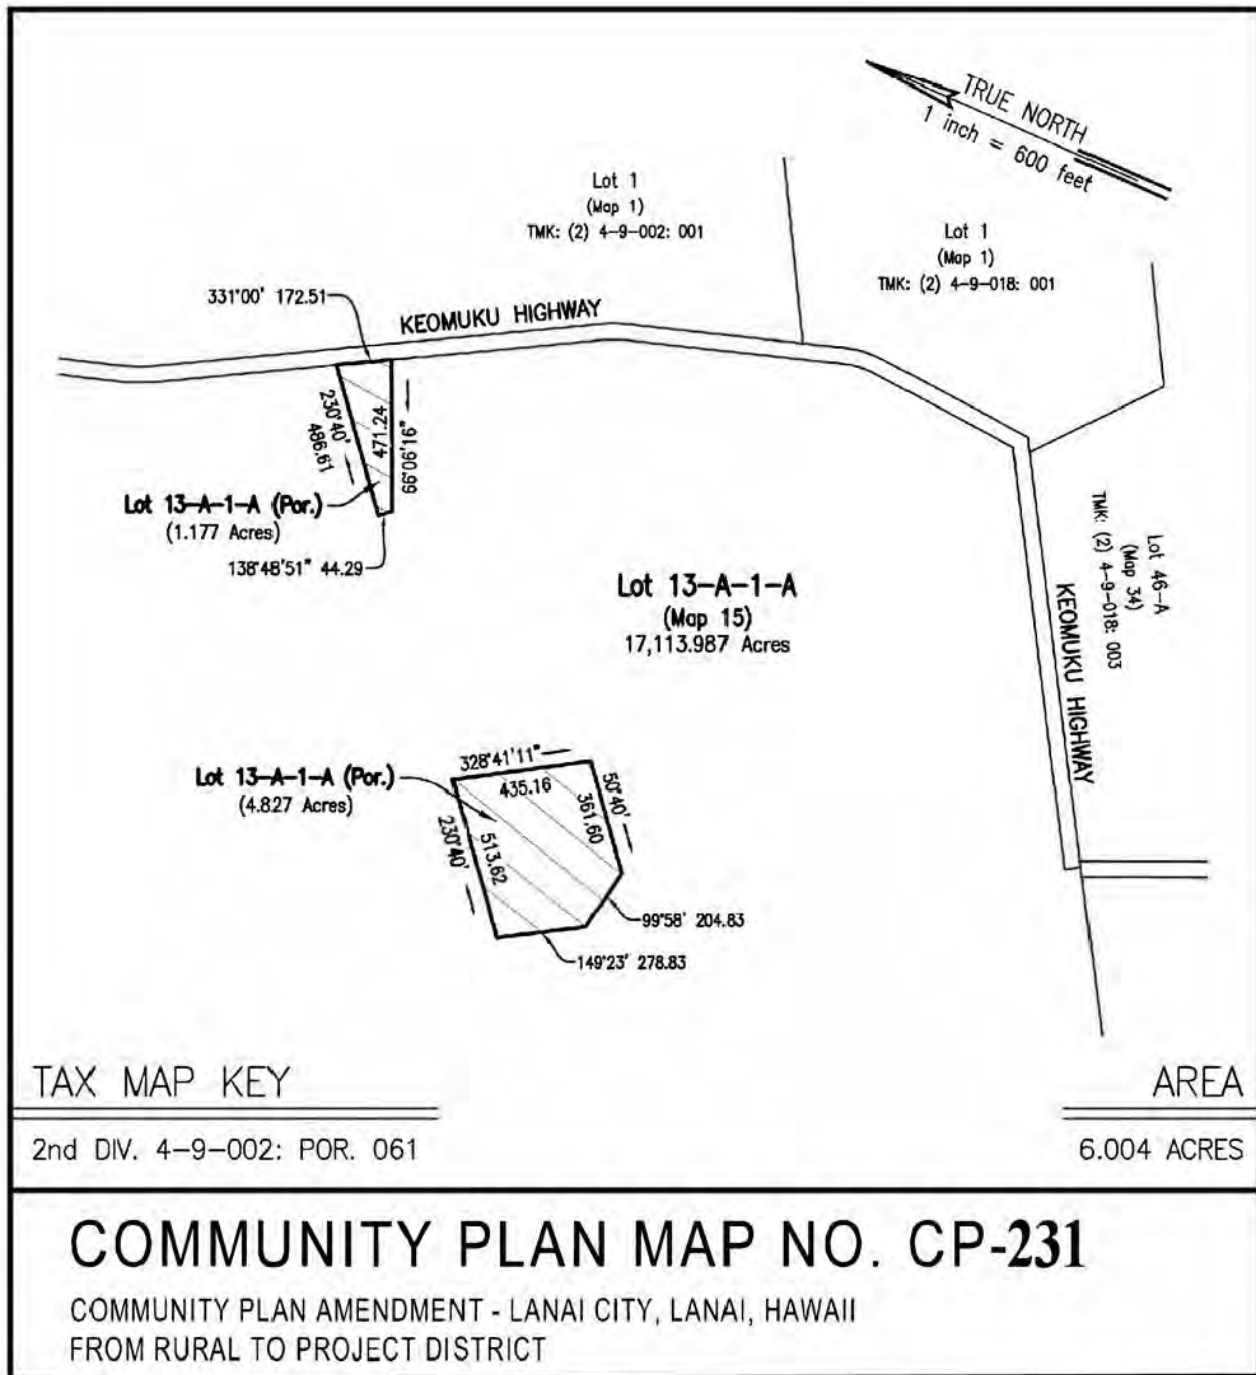 TRUE NORTH
1 inch = 600 feet
Lot 1
(Map 1)
TMK: (2) 4-9-002: 001
Lot 1
(Map 1)
TMK: (2) 4-9-018: 001
331°00' 172.51
KEOMUKU HIGHWAY
230°40'
486.61
471.24
66°06'16"
Lot 13-A-1-A (Por.)
(1.177 Acres)
138°48'51" 44.29
Lot 46-A
(Map 34)
TMK: (2) 4-9-018: 003
KEOMUKU HIGHWAY
Lot 13-A-1-A
(Map 15)
17,113.987 Acres
Lot 13-A-1-A (Por.)
(4.827 Acres)
328°41'11"
435.16
50°40'
361.60
230°40'
513.62
99°58' 204.83
149°23' 278.83
TAX MAP KEY
AREA
2nd DIV. 4-9-002: POR. 061
6.004 ACRES
COMMUNITY PLAN MAP NO. CP-231
COMMUNITY PLAN AMENDMENT - LANAI CITY, LANAI, HAWAII
FROM RURAL TO PROJECT DISTRICT